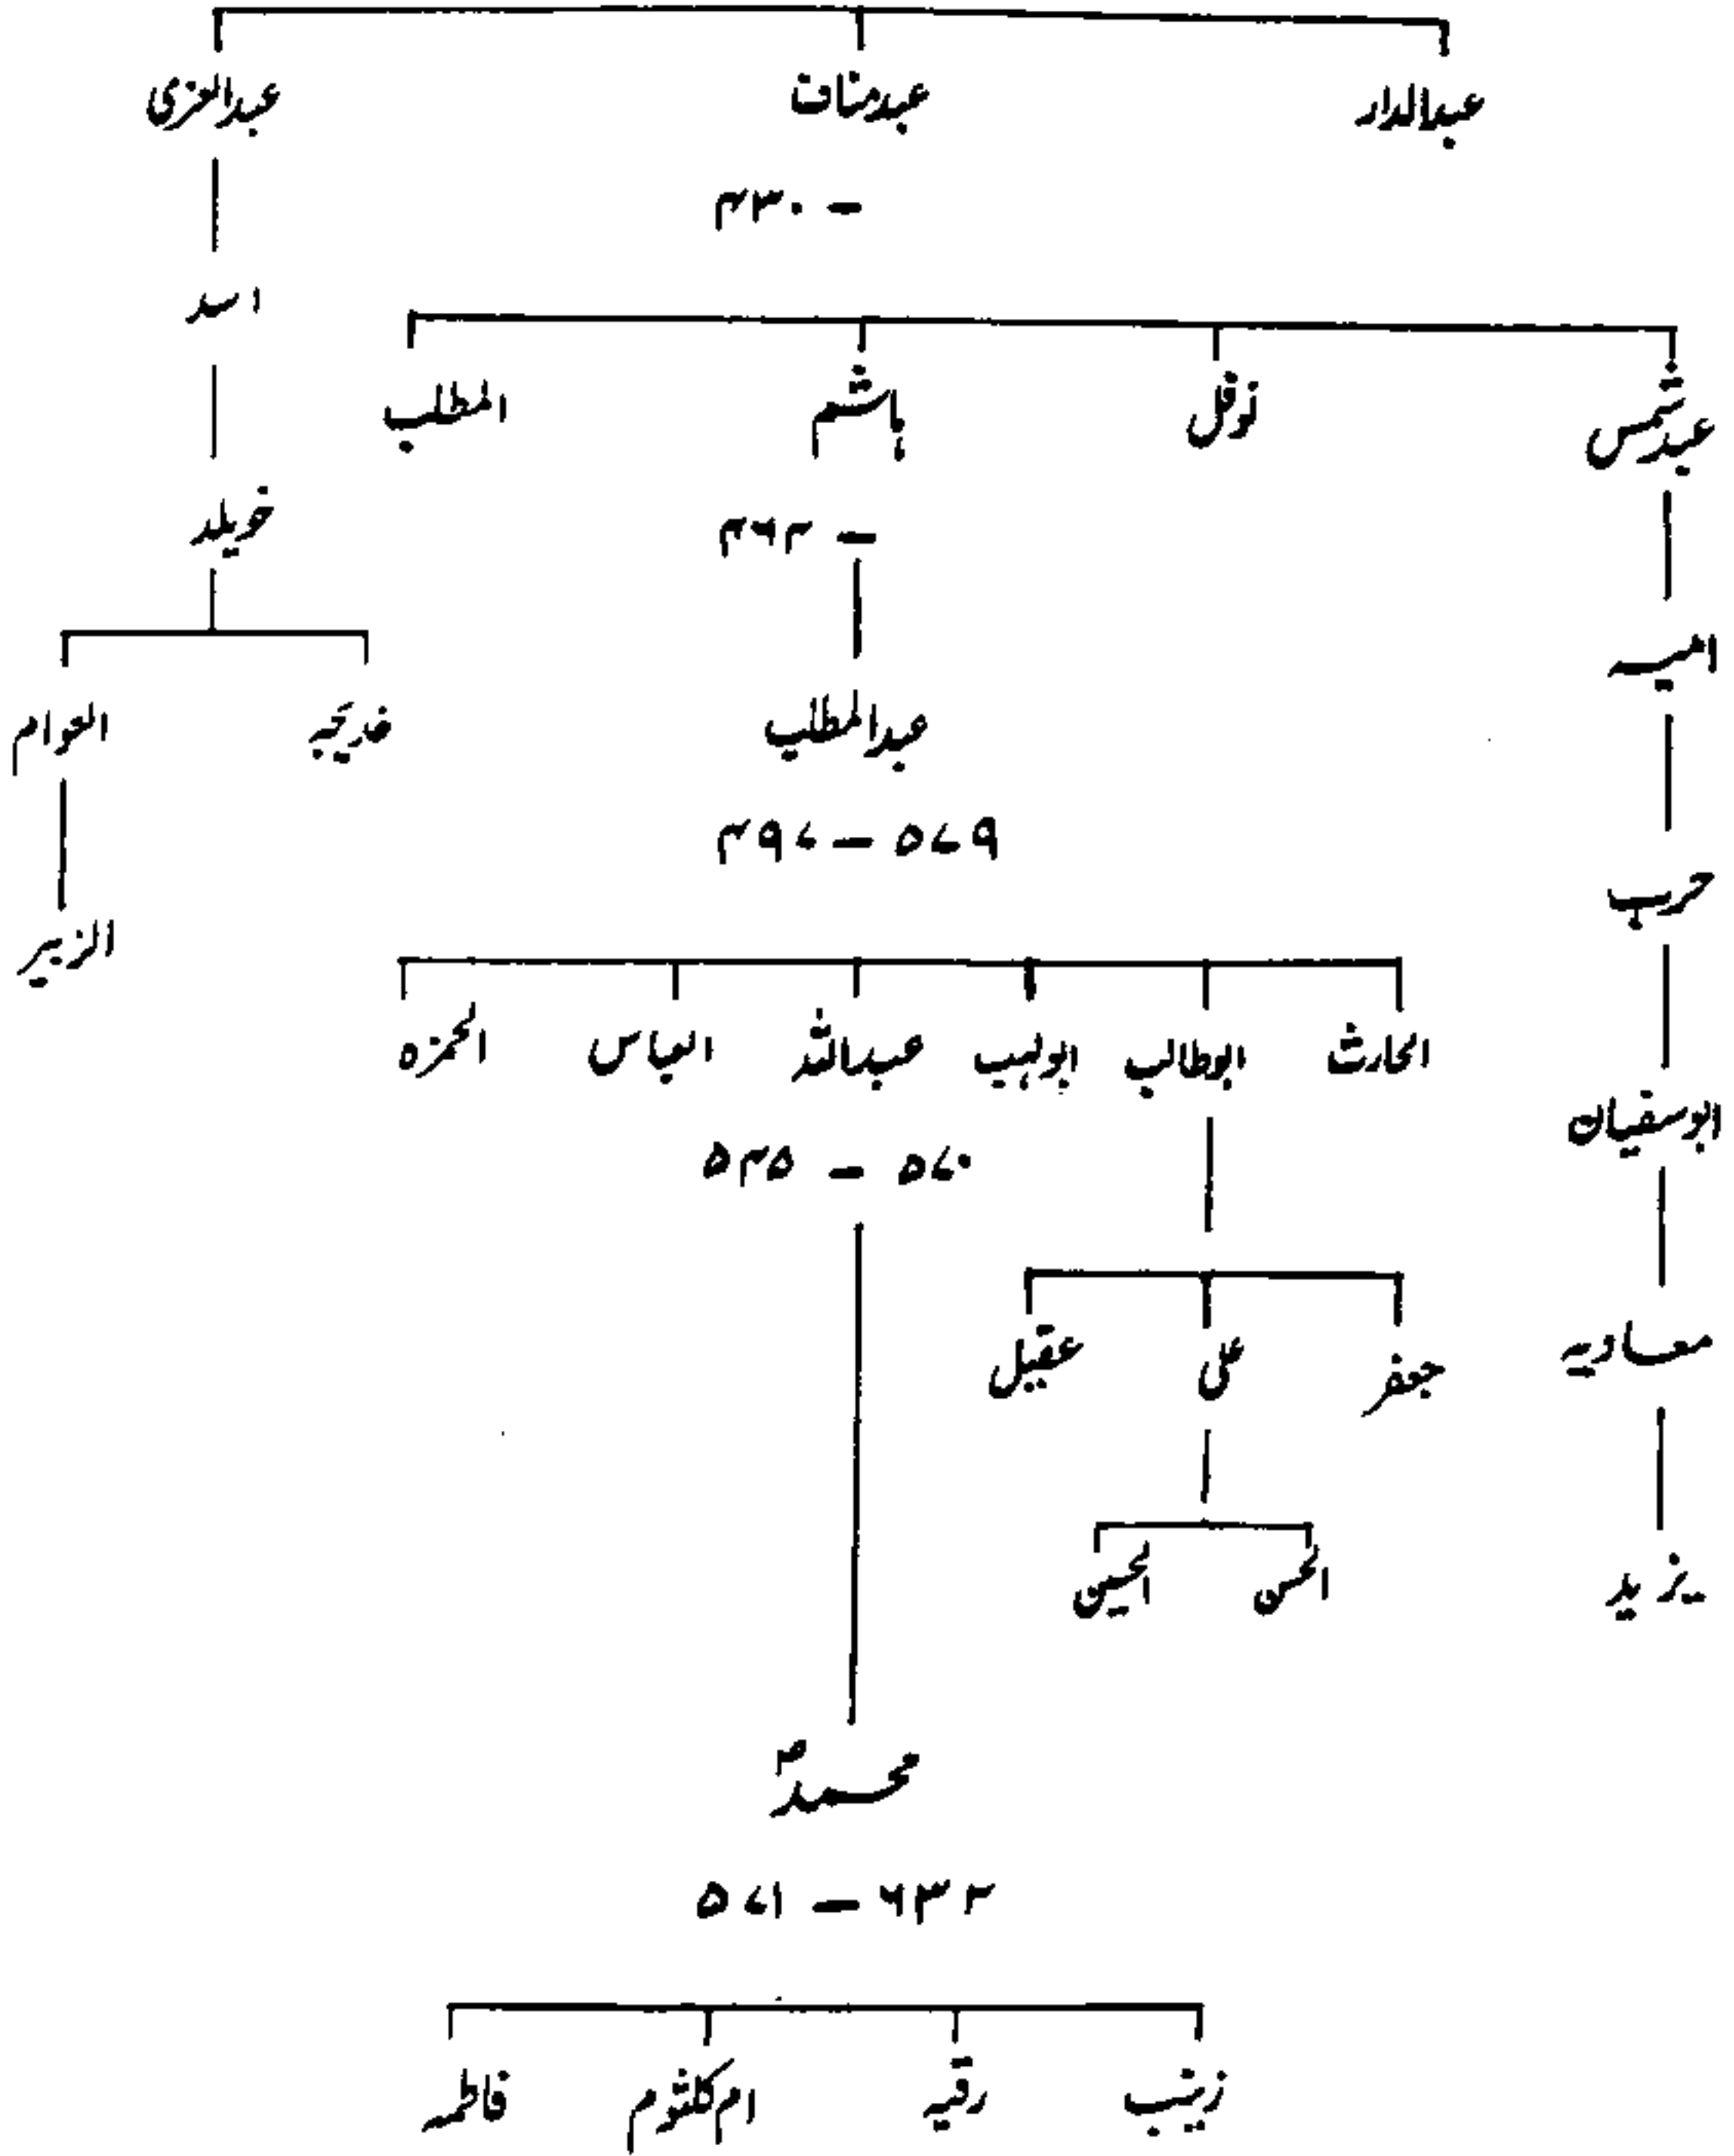 عبدالدار عبدمناف عبدالعزی
۴۳۰ -
اسد
عبدشمس نوفل ہاشم المطلب
۴۶۴ -
خویلد
امیہ
عبدالمطلب خدیجہ العوام
۴۹۷ - ۵۷۹
حرب
الزبیر
الحارث ابوطالب ابولہب عبداللہ العباس الحمزہ
ابوسفیان
۵۴۵ - ۵۷۰
معاویہ جعفر علی عقیل
یزید الحسن الحسین
محمدؐ
۵۷۱ - ۶۳۲
زینب رقیہ ام کلثوم فاطمہ